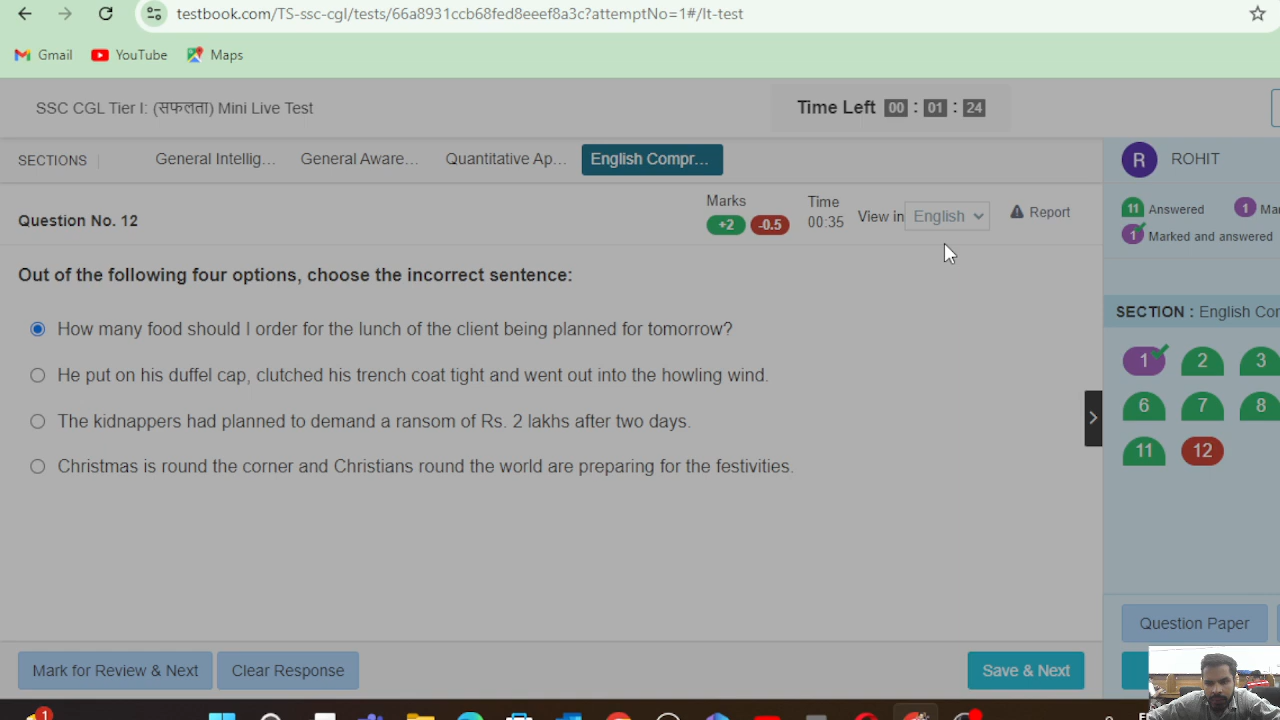 testbook.com/TS-ssc-cgl/tests/66a8931ccb68fed8eeef8a3c?attemptNo=1#/lt-test
Gmail YouTube Maps
SSC CGL Tier I: (सफलता) Mini Live Test
Time Left 00 : 01 : 24
SECTIONS General Intellig... General Aware... Quantitative Ap... English Compr...
R ROHIT
Question No. 12
Marks
+2 -0.5
Time
00:35
View in English
Report
11 Answered 1
1 Marked and answered
Out of the following four options, choose the incorrect sentence:
How many food should I order for the lunch of the client being planned for tomorrow?
He put on his duffel cap, clutched his trench coat tight and went out into the howling wind.
The kidnappers had planned to demand a ransom of Rs. 2 lakhs after two days.
Christmas is round the corner and Christians round the world are preparing for the festivities.
SECTION : English
1 2 3
6 7 8
11 12
Question Paper
Mark for Review & Next Clear Response Save & Next
1